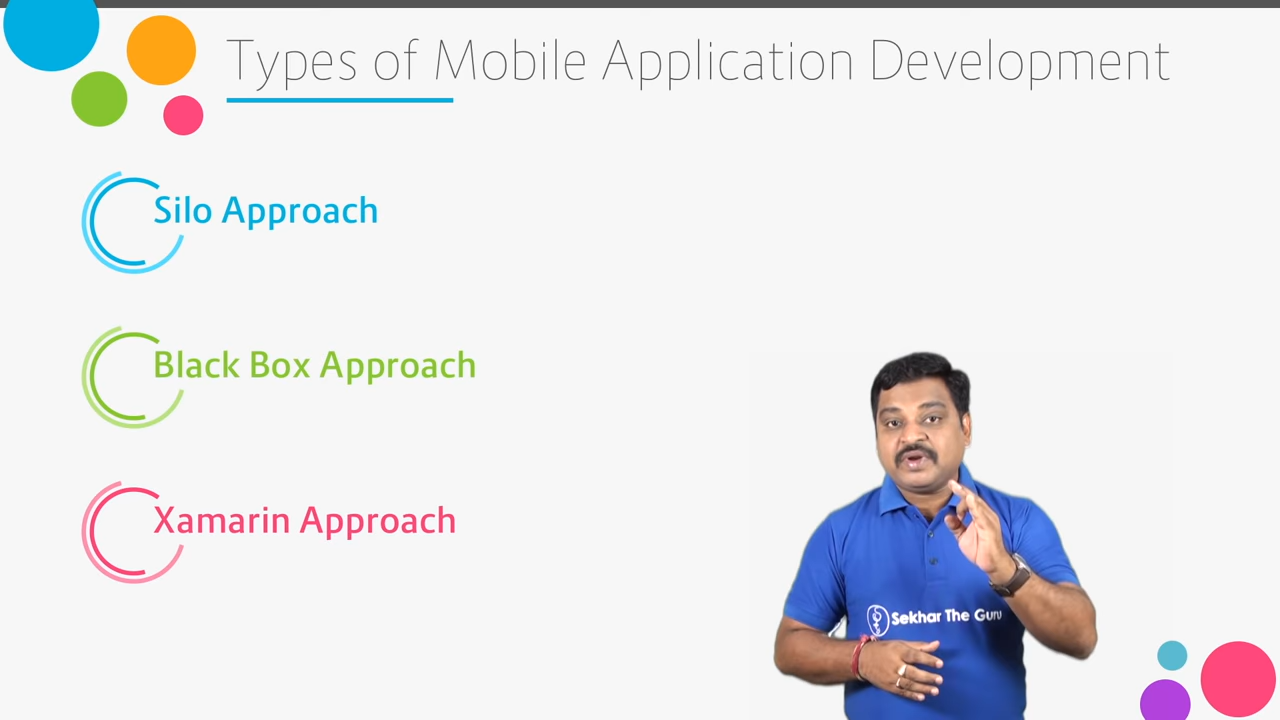 Types of Mobile Application Development
Silo Approach
Black Box Approach
Xamarin Approach
Sekhar The Guru